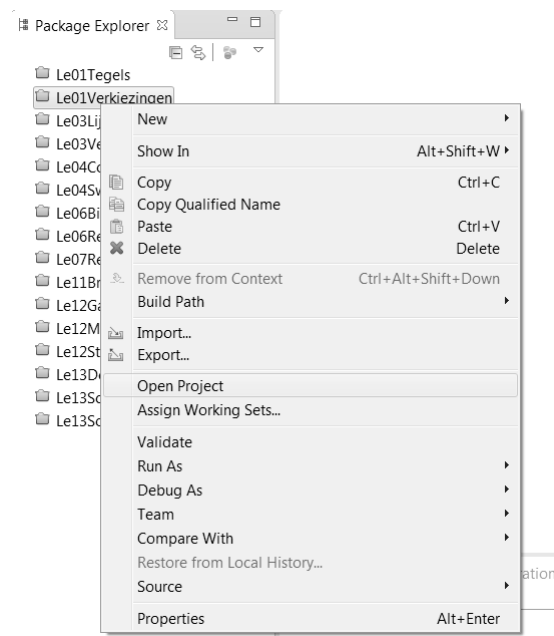 Package Explorer
Le01Tegels
Le01Verkiezingen
Le03Lij
Le03Ve
Le04Co
Le04Sv
Le06Bi
Le06Re
Le07Re
Le11Br
Le12Ga
Le12M
Le12St
Le13De
Le13Sc
Le13Sc
New
Show In Alt+Shift+W
Copy Ctrl+C
Copy Qualified Name
Paste Ctrl+V
Delete Delete
Remove from Context Ctrl+Alt+Shift+Down
Build Path
Import...
Export...
Open Project
Assign Working Sets...
Validate
Run As
Debug As
Team
Compare With
Restore from Local History...
Source
Properties Alt+Enter
ation